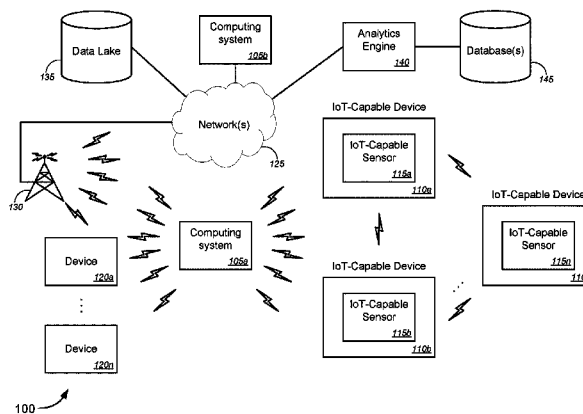 Data Lake
135
Computing
system
105b
Analytics
Engine
140
Database(s)
145
Network(s)
125
130
IoT-Capable Device
IoT-Capable
Sensor
115a
110a
IoT-Capable Device
IoT-Capable
Sensor
115n
110
Computing
system
105a
Device
120a
IoT-Capable Device
IoT-Capable
Sensor
115b
110b
Device
120n
100